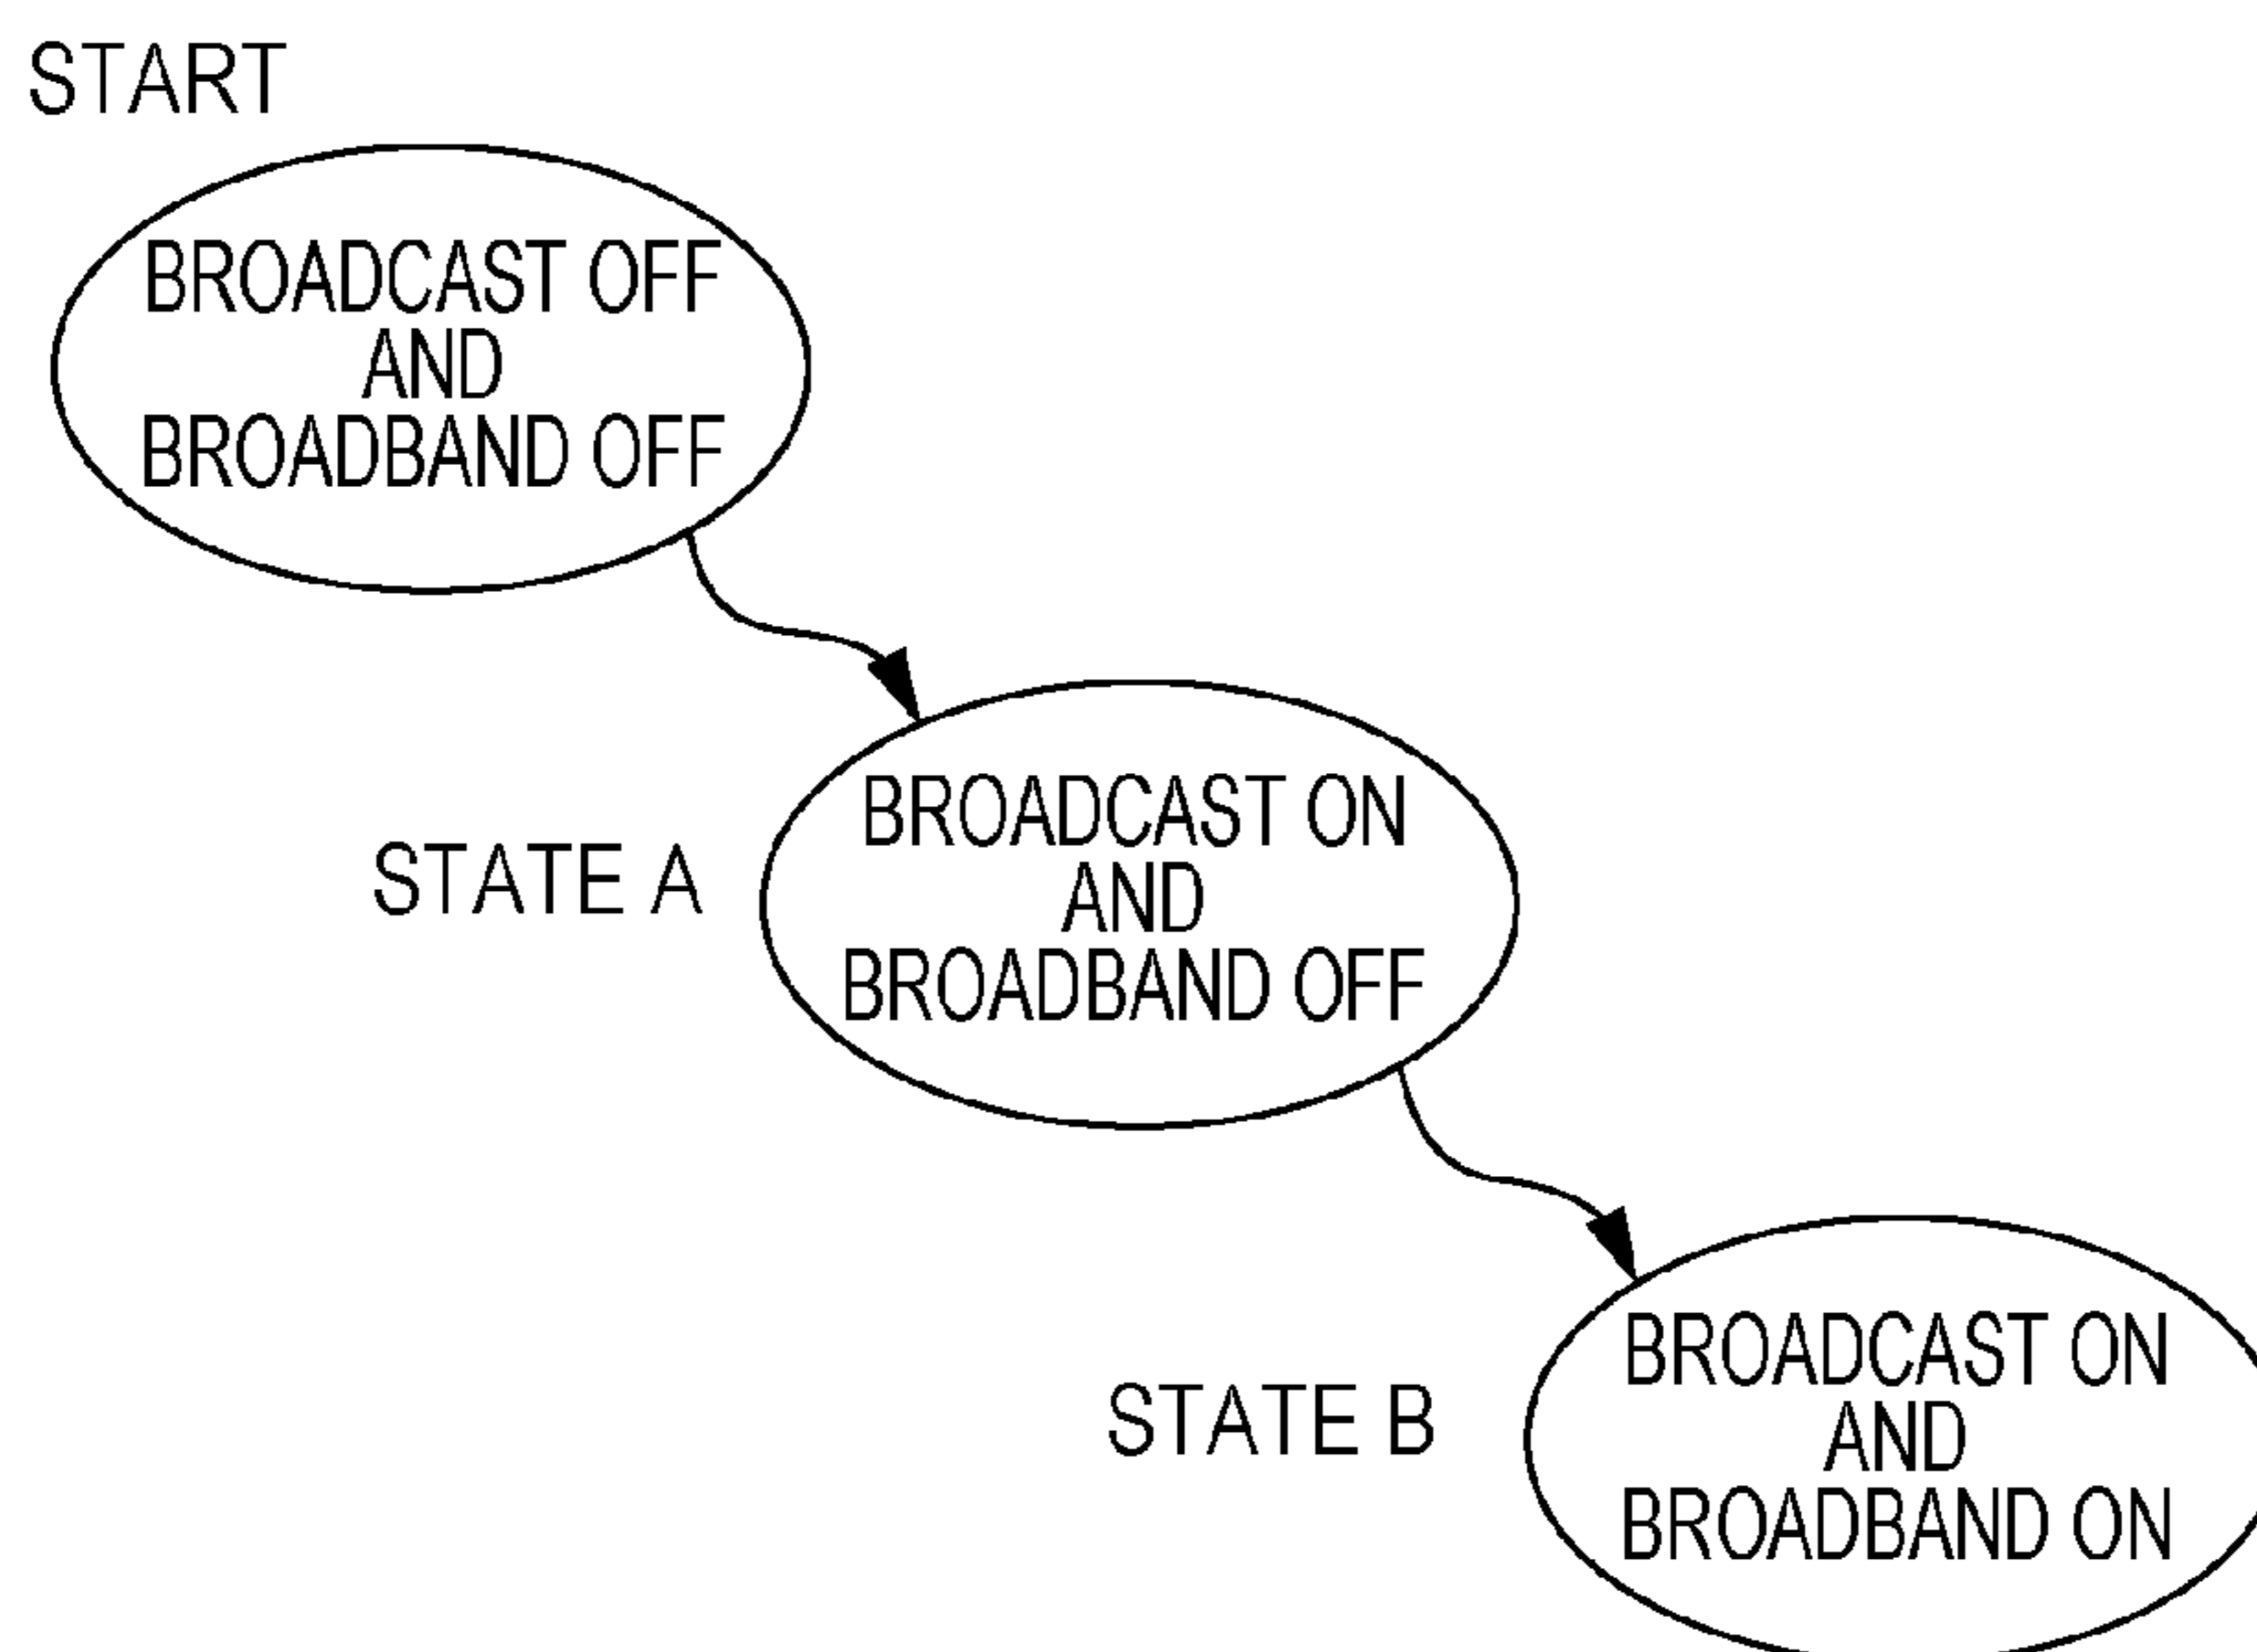 START
BROADCAST OFF
AND
BROADBAND OFF
STATE A
BROADCAST ON
AND
BROADBAND OFF
STATE B
BROADCAST ON
AND
BROADBAND ON